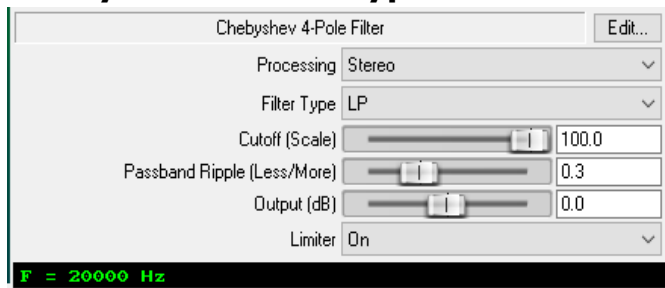 Chebyshev 4-Pole Filter Edit...
Processing Stereo
Filter Type LP
Cutoff (Scale) 100.0
Passband Ripple (Less/More) 0.3
Output (dB) 0.0
Limiter On
F = 20000 Hz